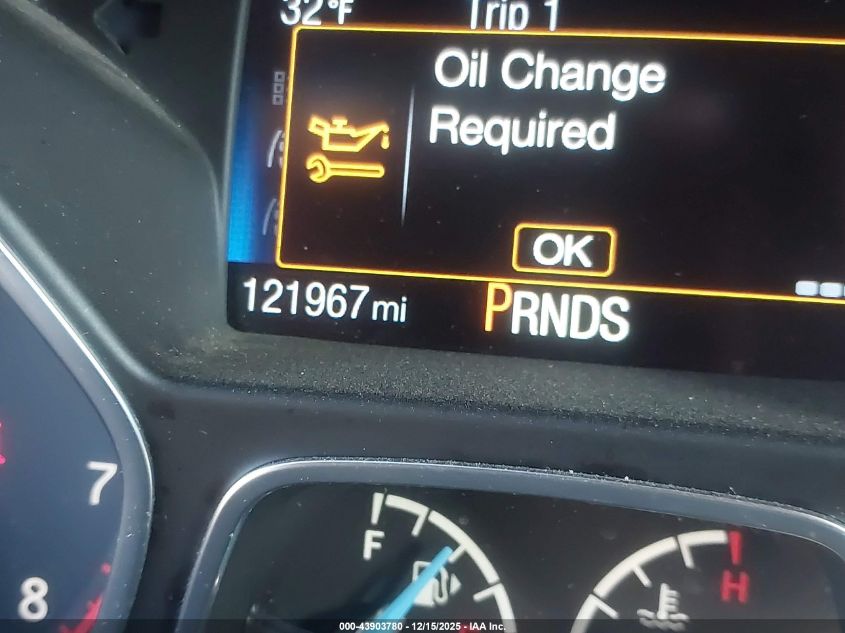 32°F Trip 1
Oil Change
Required
OK
121967 mi PRNDS
7
8
F
H
000-43903780 - 12/15/2025 - IAA Inc.